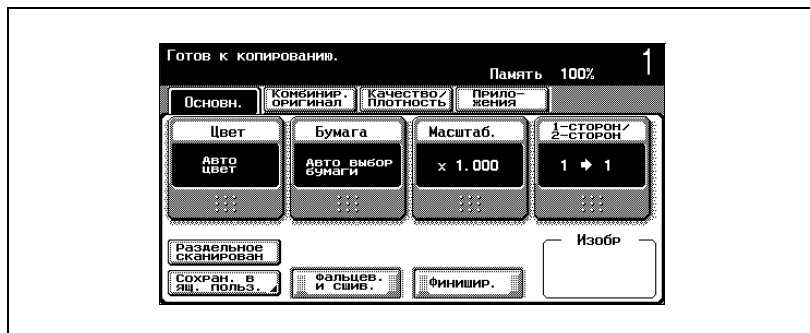 Готов к копированию.
Память 100%
1
Основн.
Комбинир.
оригинал
Качество/
плотность
Прило-
жения
Цвет
Бумага
Масштаб.
1-сторон/
2-сторон
Авто
цвет
Авто выбор
бумаги
x 1.000
1 ➔ 1
Раздельное
сканирован
Изобр
Сохран. в
ящ. польз.
Фальцев.
и сшив.
Финишир.